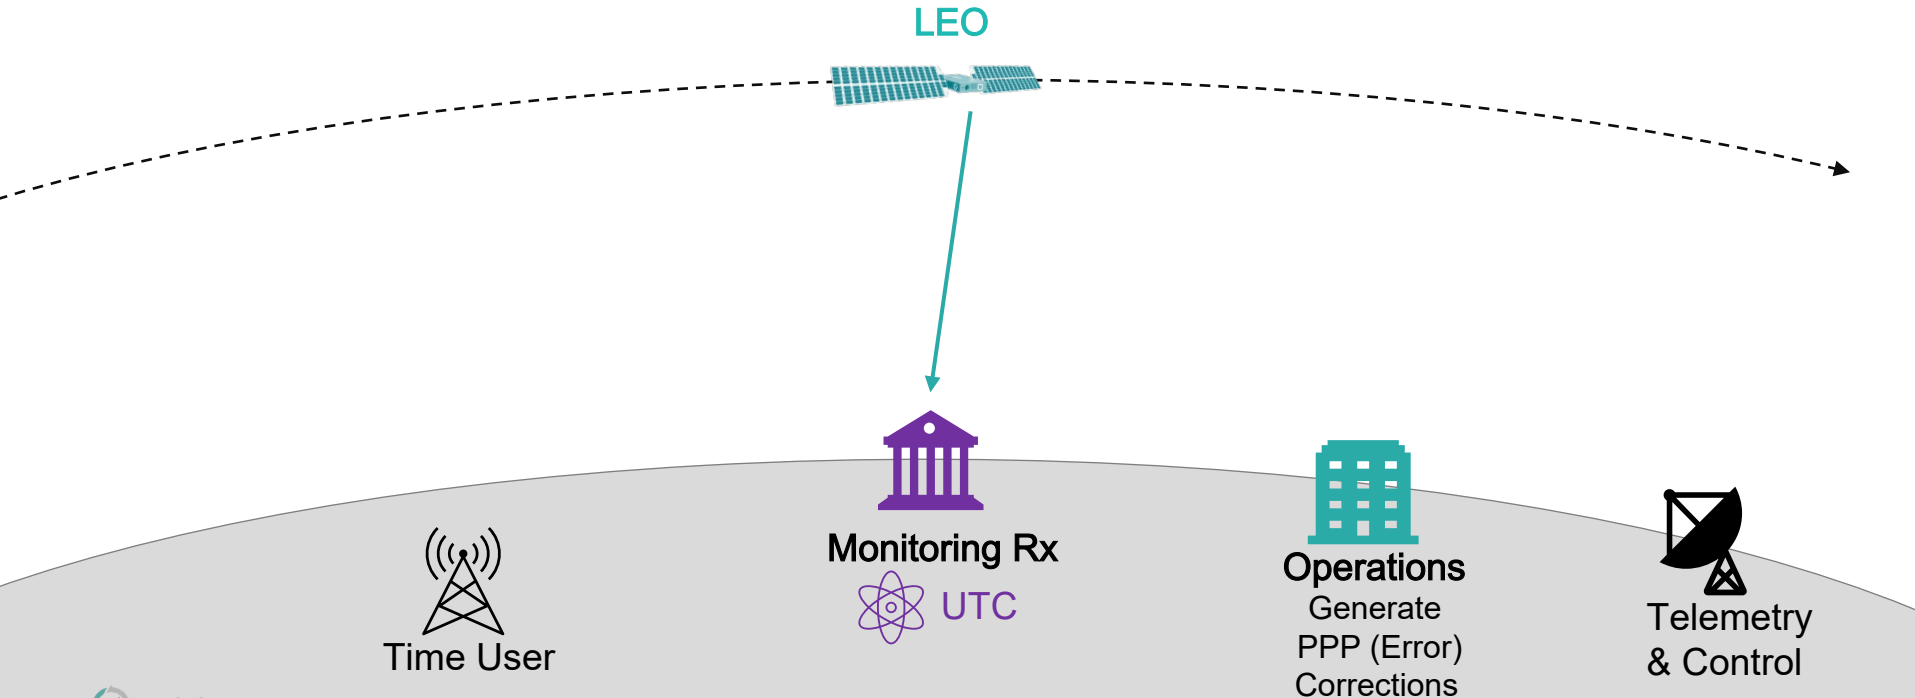 LEO
Monitoring Rx
UTC
Time User
Operations
Generate
PPP (Error)
Corrections
Telemetry
& Control